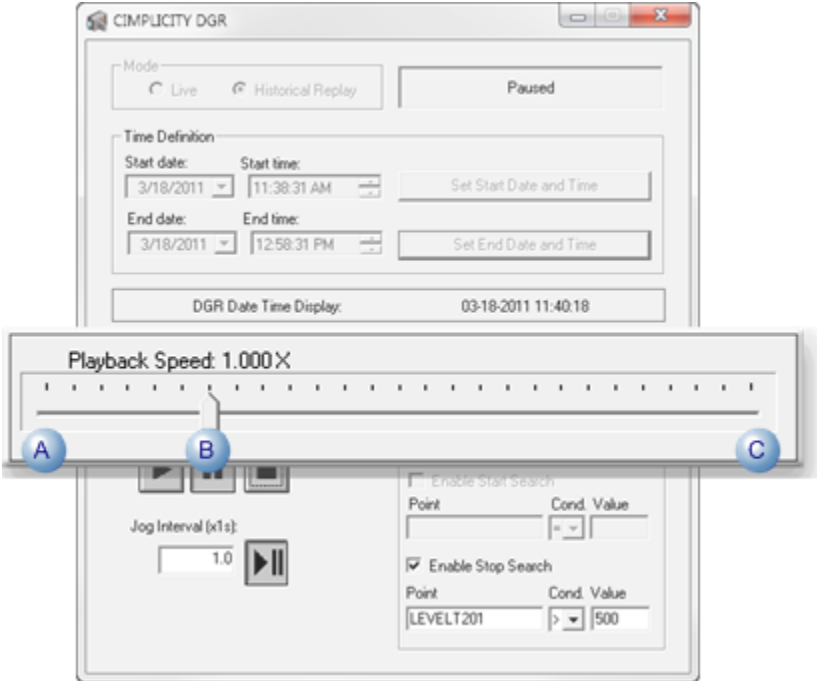 CIMPLICITY DGR
Mode
Live
Historical Replay
Paused
Time Definition
Start date:
Start time:
3/18/2011
11:38:31 AM
Set Start Date and Time
End date:
End time:
3/18/2011
12:58:31 PM
Set End Date and Time
DGR Date Time Display:
03-18-2011 11:40:18
Playback Speed: 1.000X
A
B
C
Enable Start Search
Point
Cond.
Value
=
Jog Interval (x1s):
1.0
Enable Stop Search
Point
Cond.
Value
LEVELT201
>
500